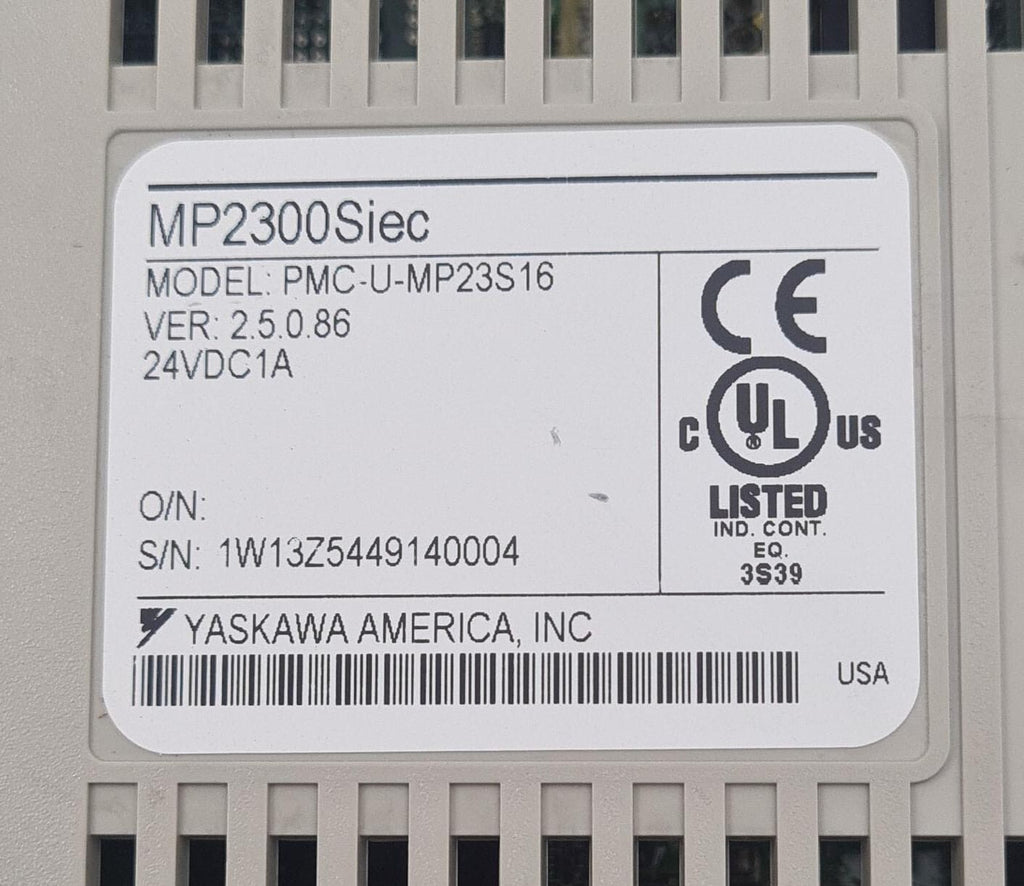 MP2300Siec
MODEL: PMC-U-MP23S16
VER: 2.5.0.86
24VDC1A
O/N:
S/N: 1W13Z5449140004
CE
C UL US
®
LISTED
IND. CONT.
EQ.
3S39
YASKAWA AMERICA, INC
USA